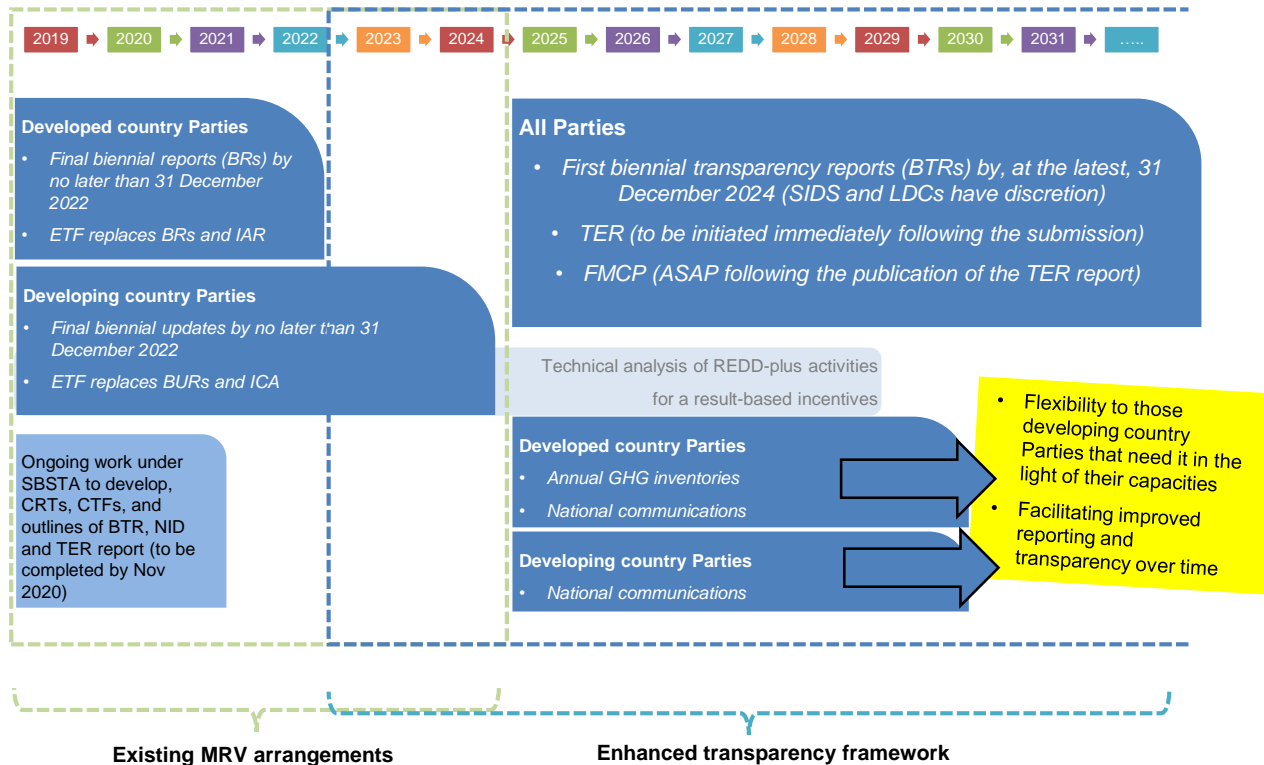 2019 2020 2021 2022 2023 2024 2025 2026 2027 2028 2029 2030 2031 …..
Developed country Parties
• Final biennial reports (BRs) by
no later than 31 December
2022
• ETF replaces BRs and IAR
Developing country Parties
• Final biennial updates by no later than 31
December 2022
• ETF replaces BURs and ICA
Ongoing work under
SBSTA to develop,
CRTs, CTFs, and
outlines of BTR, NID
and TER report (to be
completed by Nov
2020)
All Parties
• First biennial transparency reports (BTRs) by, at the latest, 31
December 2024 (SIDS and LDCs have discretion)
• TER (to be initiated immediately following the submission)
• FMCP (ASAP following the publication of the TER report)
Technical analysis of REDD-plus activities
for a result-based incentives
Developed country Parties
• Annual GHG inventories
• National communications
Developing country Parties
• National communications
• Flexibility to those
developing country
Parties that need it in the
light of their capacities
• Facilitating improved
reporting and
transparency over time
Existing MRV arrangements
Enhanced transparency framework